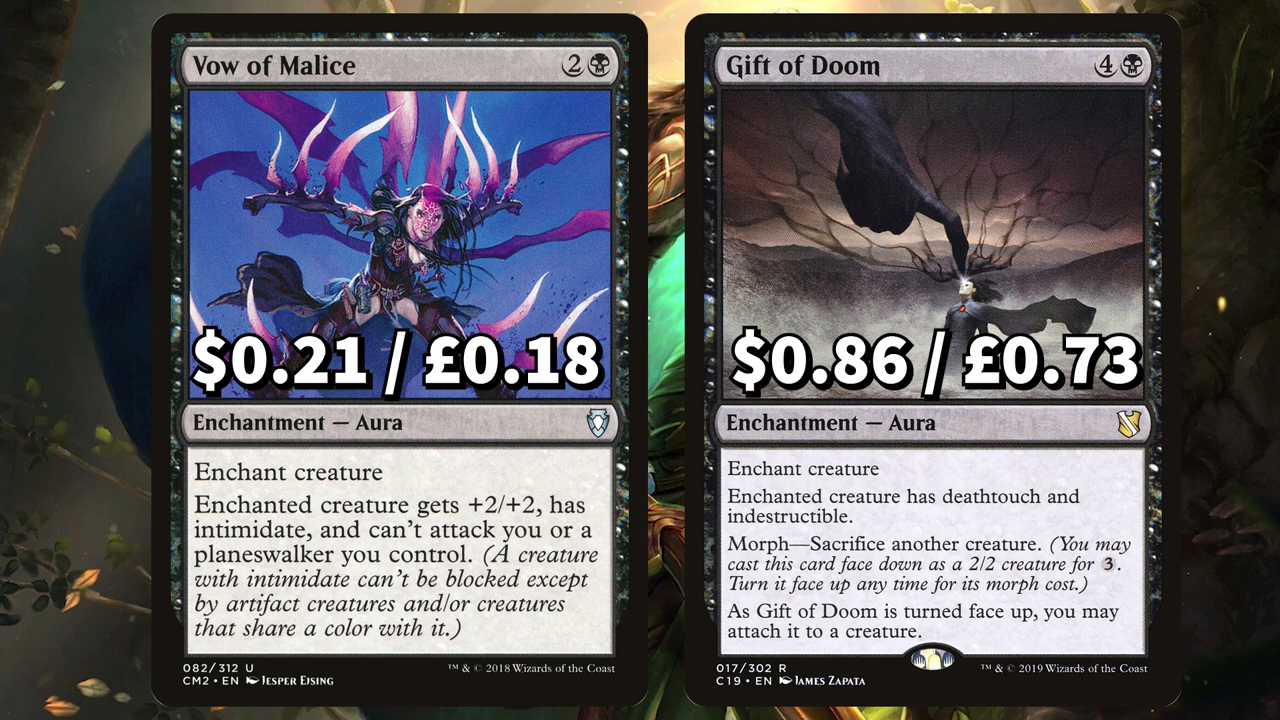 Vow of Malice 2
$0.21 / £0.18
Enchantment — Aura
Enchant creature
Enchanted creature gets +2/+2, has
intimidate, and can't attack you or a
planeswalker you control. (A creature
with intimidate can't be blocked except
by artifact creatures and/or creatures
that share a color with it.)
082/312 U
CM2 • EN Jesper Ejsing
™ & © 2018 Wizards of the Coast
Gift of Doom 4
$0.86 / £0.73
Enchantment — Aura
Enchant creature
Enchanted creature has deathtouch and
indestructible.
Morph—Sacrifice another creature. (You may
cast this card face down as a 2/2 creature for 3.
Turn it face up any time for its morph cost.)
As Gift of Doom is turned face up, you may
attach it to a creature.
017/302 R
C19 • EN James Zapata
™ & © 2019 Wizards of the Coast